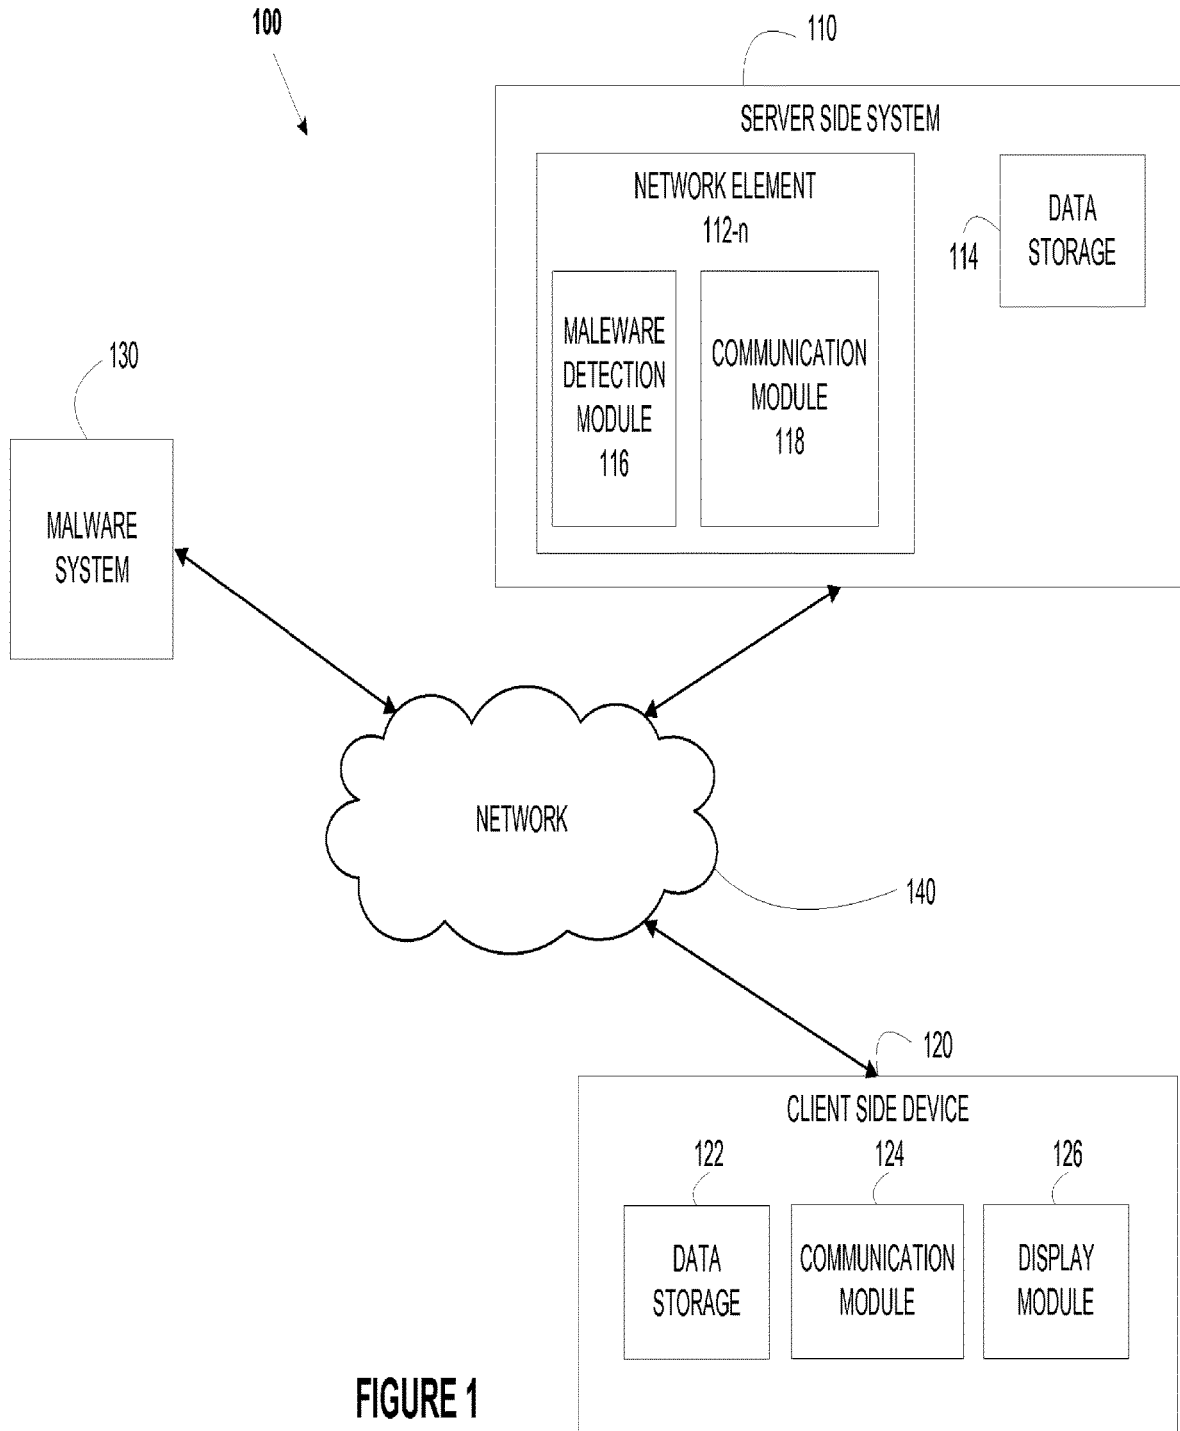 100
110
SERVER SIDE SYSTEM
NETWORK ELEMENT
112-n
DATA
STORAGE
114
MALEWARE
DETECTION
MODULE
116
COMMUNICATION
MODULE
118
130
MALWARE
SYSTEM
NETWORK
140
120
CLIENT SIDE DEVICE
122
124
126
DATA
STORAGE
COMMUNICATION
MODULE
DISPLAY
MODULE
FIGURE 1